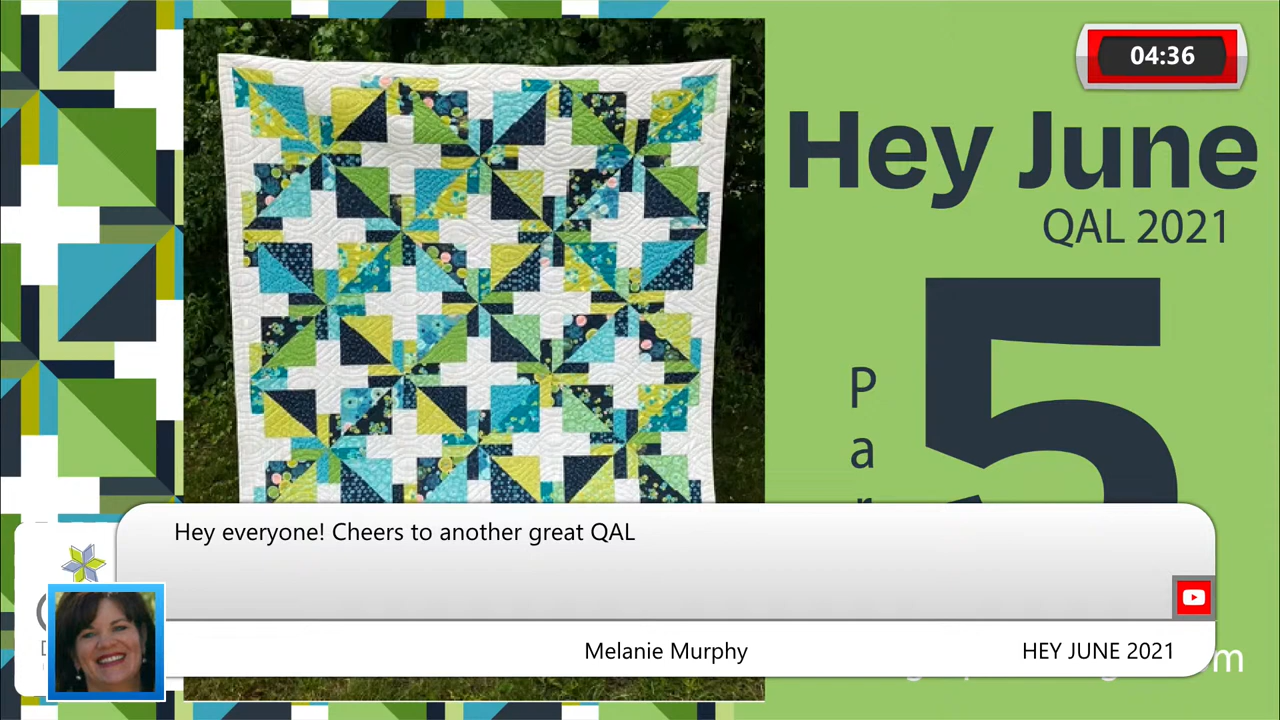 04:36
Hey June
QAL 2021
5
P
a
r
Hey everyone! Cheers to another great QAL
Melanie Murphy
HEY JUNE 2021